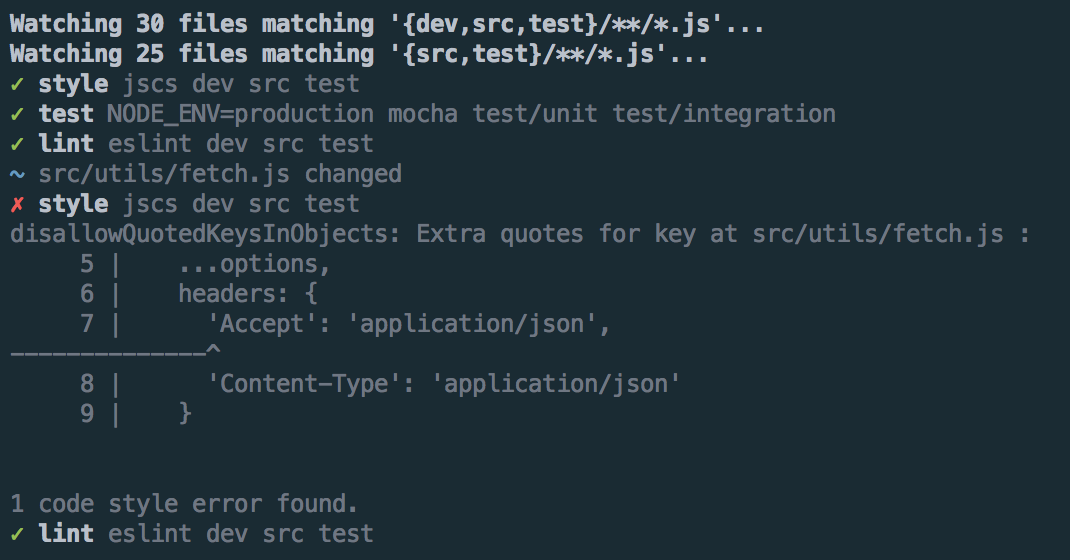 Watching 30 files matching '{dev,src,test}/**/*.js'...
Watching 25 files matching '{src,test}/**/*.js'...
✓ style jscs dev src test
✓ test NODE_ENV=production mocha test/unit test/integration
✓ lint eslint dev src test
~ src/utils/fetch.js changed
✗ style jscs dev src test
disallowQuotedKeysInObjects: Extra quotes for key at src/utils/fetch.js :
     5 |    ...options,
     6 |    headers: {
     7 |      'Accept': 'application/json',
--------------^
     8 |      'Content-Type': 'application/json'
     9 |    }
1 code style error found.
✓ lint eslint dev src test